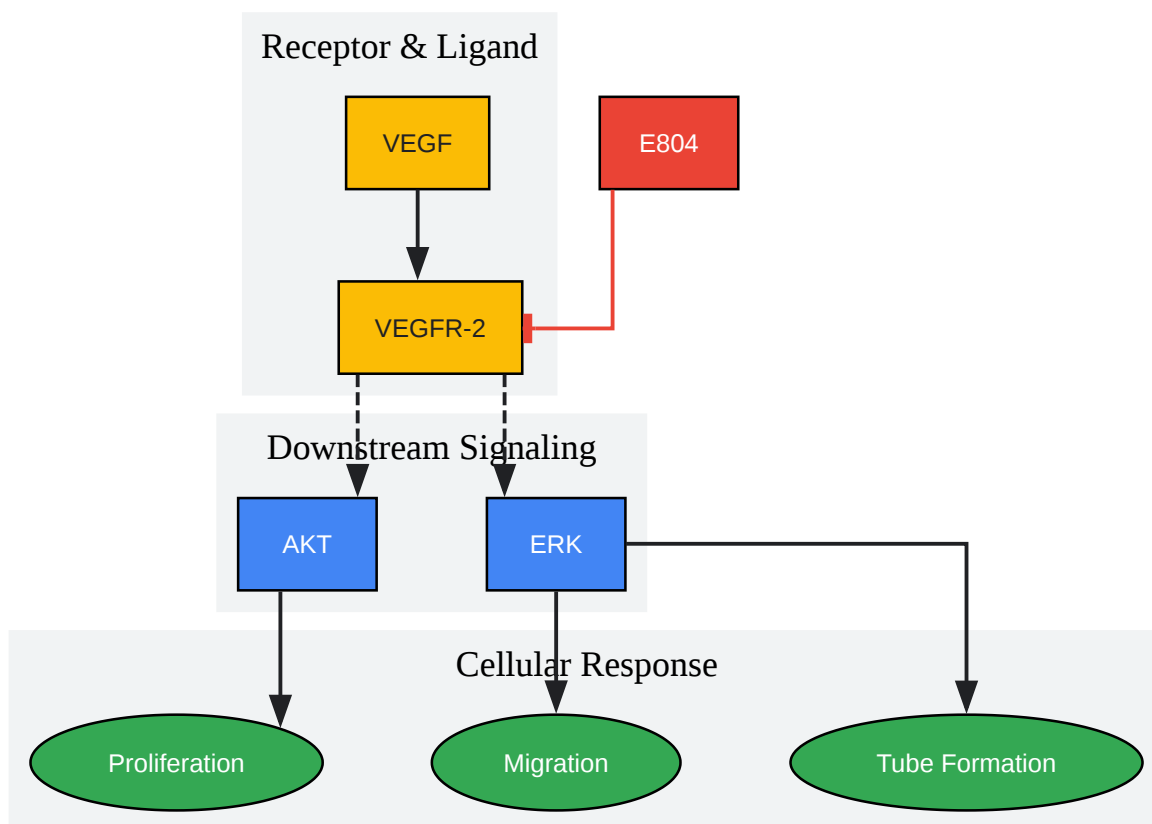 Receptor & Ligand
VEGF
E804
VEGFR-2
Downstream Signaling
AKT
ERK
Cellular Response
Proliferation
Migration
Tube Formation